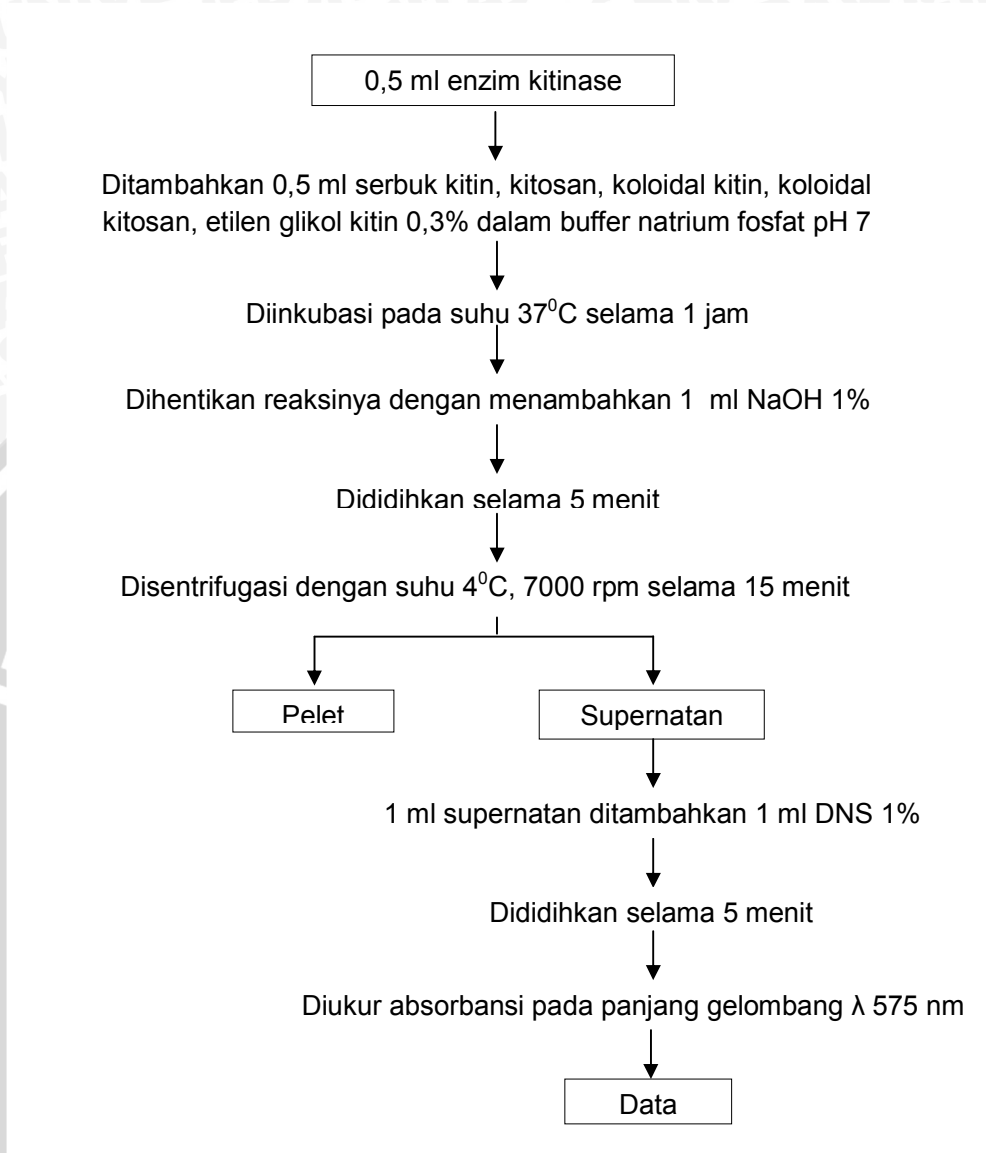 0,5 ml enzim kitinase
Ditambahkan 0,5 ml serbuk kitin, kitosan, koloidal kitin, koloidal
kitosan, etilen glikol kitin 0,3% dalam buffer natrium fosfat pH 7
Diinkubasi pada suhu 37⁰C selama 1 jam
Dihentikan reaksinya dengan menambahkan 1 ml NaOH 1%
Dididihkan selama 5 menit
Disentrifugasi dengan suhu 4⁰C, 7000 rpm selama 15 menit
Pelet
Supernatan
1 ml supernatan ditambahkan 1 ml DNS 1%
Dididihkan selama 5 menit
Diukur absorbansi pada panjang gelombang λ 575 nm
Data